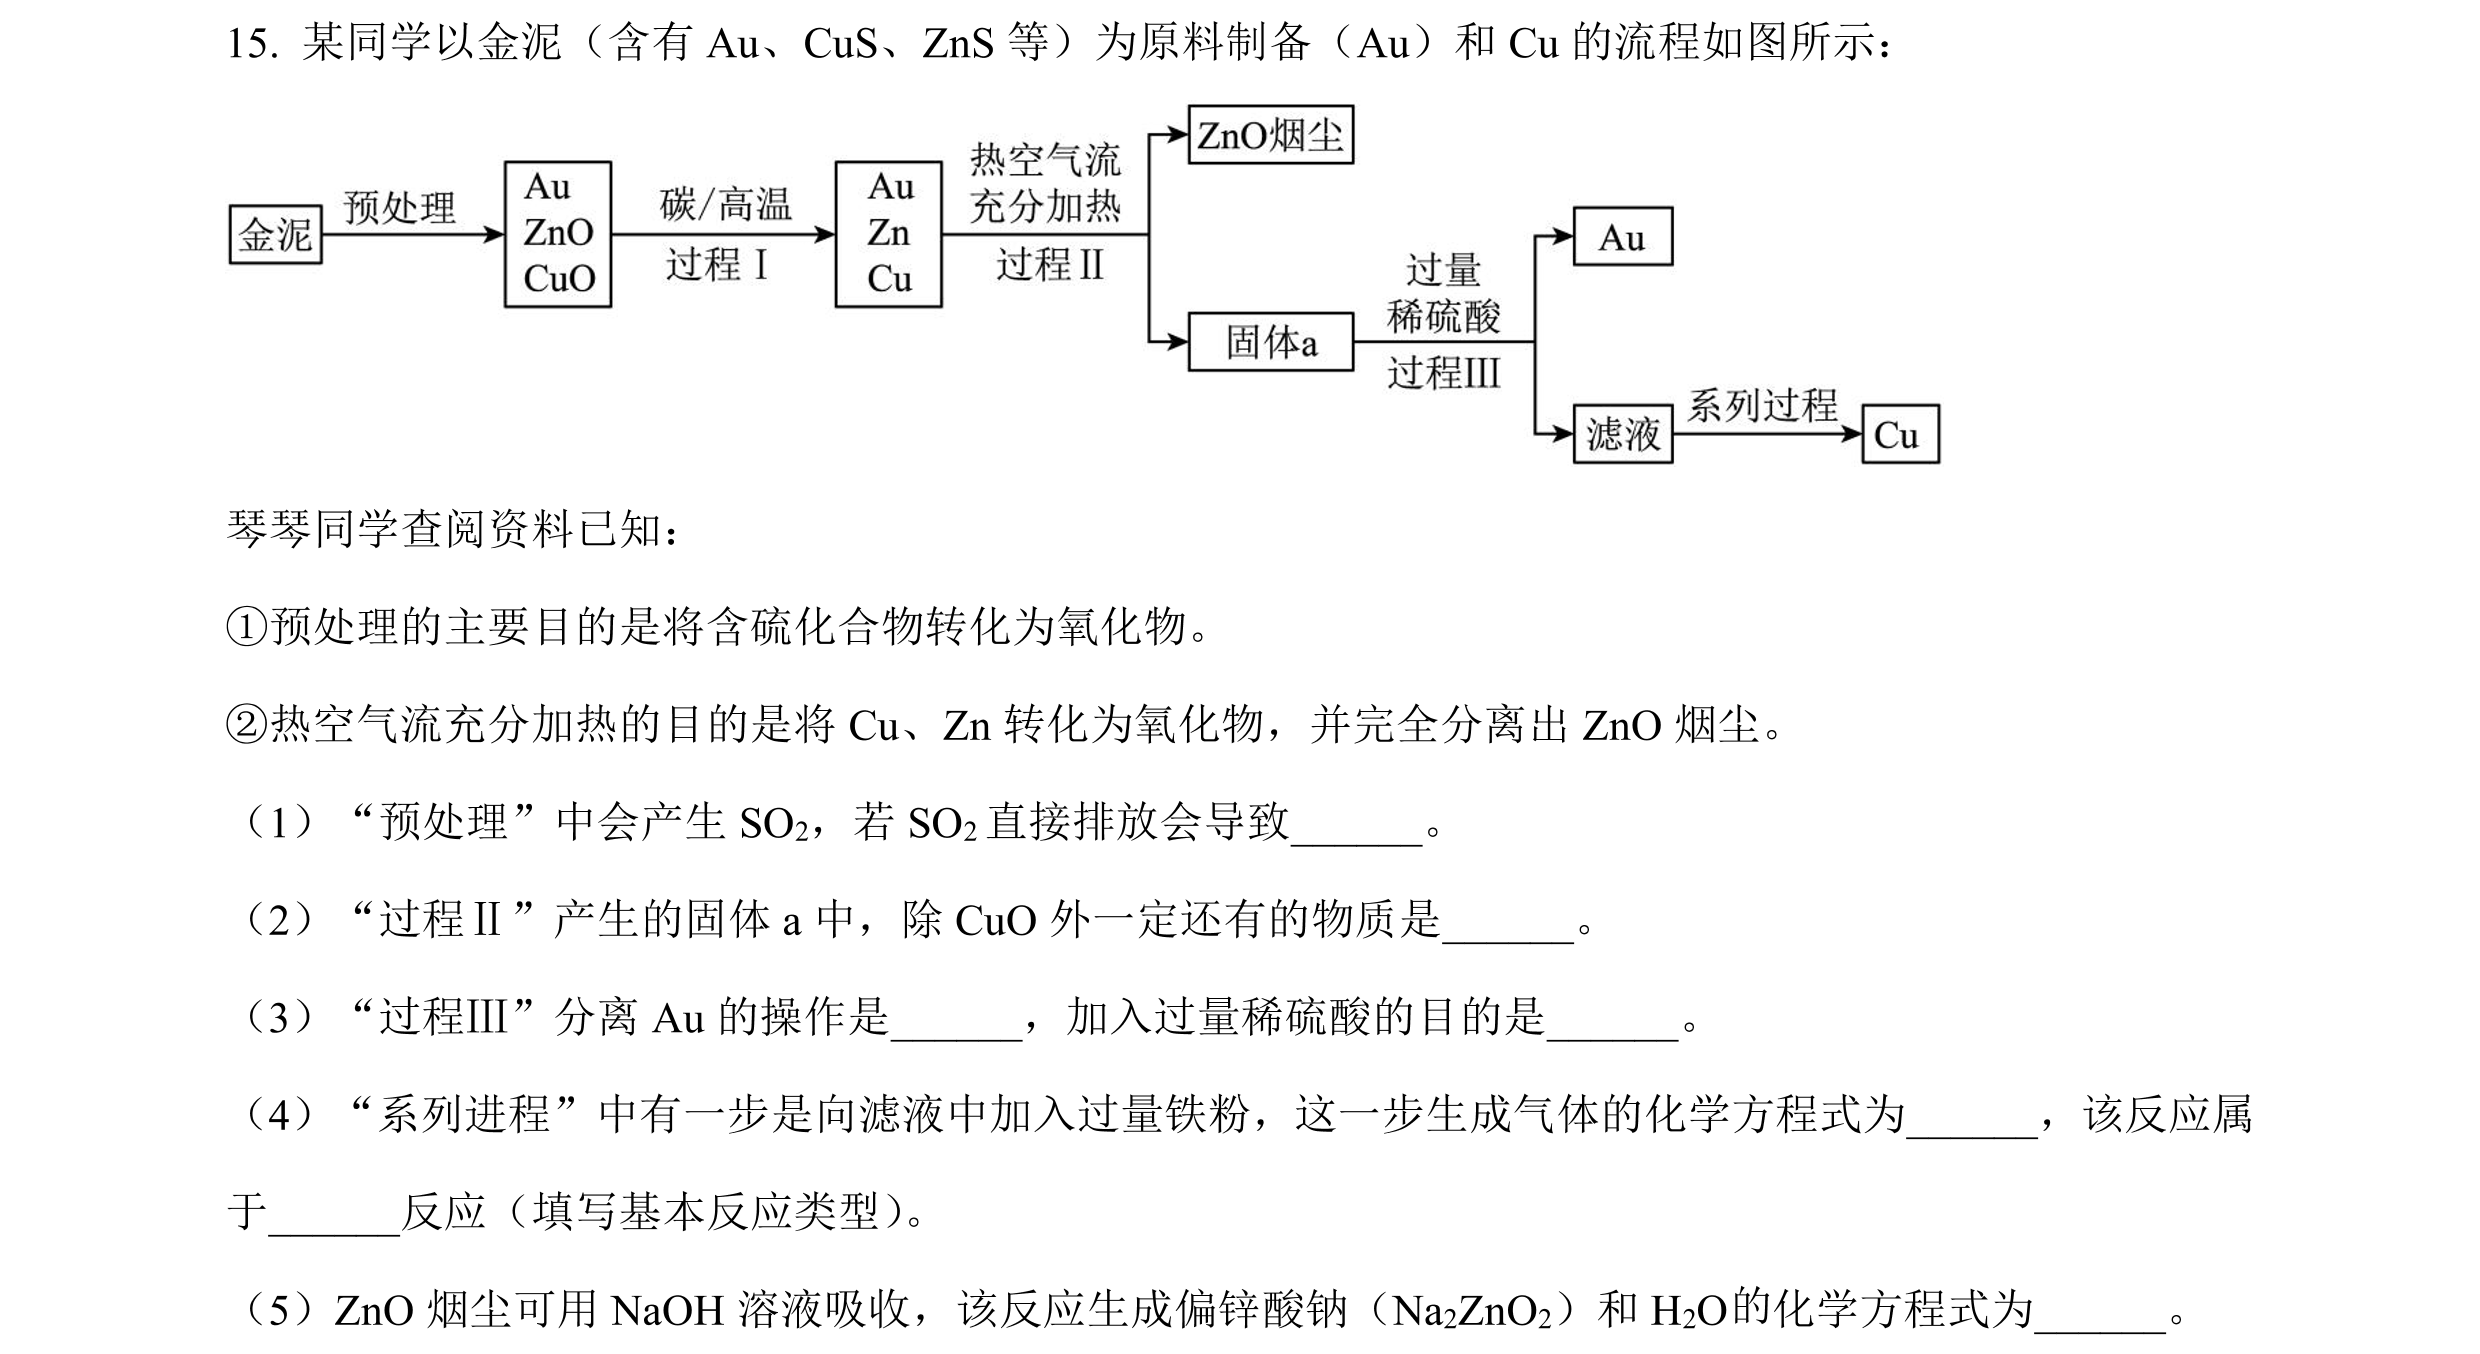 15. 某同学以金泥（含有 Au、CuS、ZnS 等）为原料制备（Au）和 Cu 的流程如图所示：
金泥
预处理
Au
ZnO
CuO
碳/高温
过程Ⅰ
Au
Zn
Cu
热空气流
充分加热
过程Ⅱ
ZnO烟尘
固体a
过量
稀硫酸
过程Ⅲ
Au
滤液
系列过程
Cu
琴琴同学查阅资料已知：
①预处理的主要目的是将含硫化合物转化为氧化物。
②热空气流充分加热的目的是将 Cu、Zn 转化为氧化物，并完全分离出 ZnO 烟尘。
（1）“预处理”中会产生 SO₂，若 SO₂ 直接排放会导致______。
（2）“过程Ⅱ”产生的固体 a 中，除 CuO 外一定还有的物质是______。
（3）“过程Ⅲ”分离 Au 的操作是______，加入过量稀硫酸的目的是______。
（4）“系列进程”中有一步是向滤液中加入过量铁粉，这一步生成气体的化学方程式为______，该反应属
于______反应（填写基本反应类型）。
（5）ZnO 烟尘可用 NaOH 溶液吸收，该反应生成偏锌酸钠（Na₂ZnO₂）和 H₂O的化学方程式为______。